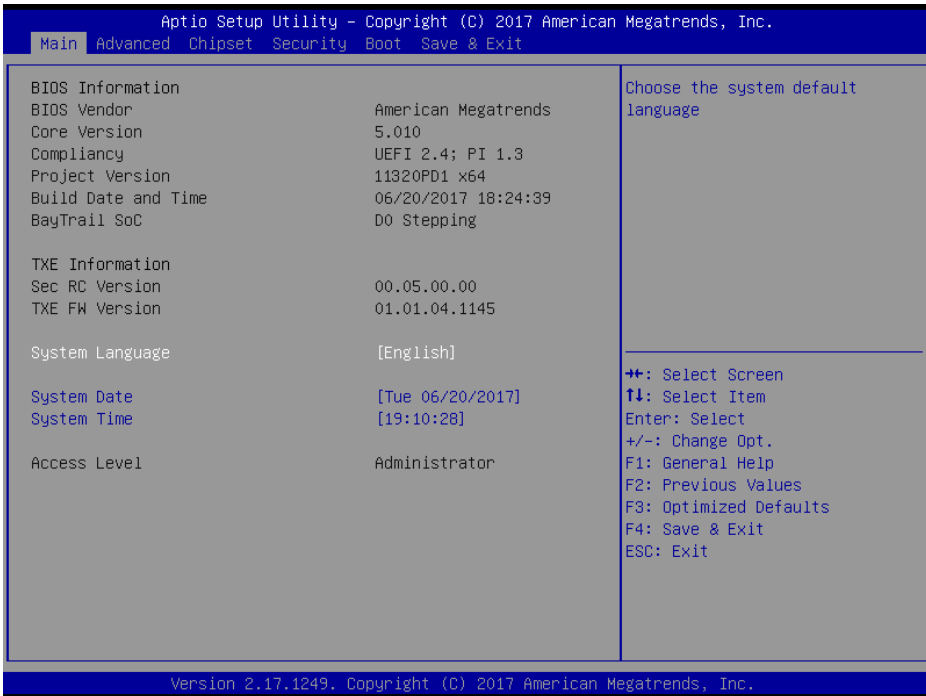 Aptio Setup Utility – Copyright (C) 2017 American Megatrends, Inc.
Main Advanced Chipset Security Boot Save & Exit
BIOS Information
BIOS Vendor American Megatrends
Core Version 5.010
Compliancy UEFI 2.4; PI 1.3
Project Version 11320PD1 x64
Build Date and Time 06/20/2017 18:24:39
BayTrail SoC D0 Stepping
TXE Information
Sec RC Version 00.05.00.00
TXE FW Version 01.01.04.1145
System Language [English]
System Date [Tue 06/20/2017]
System Time [19:10:28]
Access Level Administrator
Choose the system default
language
→←: Select Screen
↑↓: Select Item
Enter: Select
+/-: Change Opt.
F1: General Help
F2: Previous Values
F3: Optimized Defaults
F4: Save & Exit
ESC: Exit
Version 2.17.1249. Copyright (C) 2017 American Megatrends, Inc.